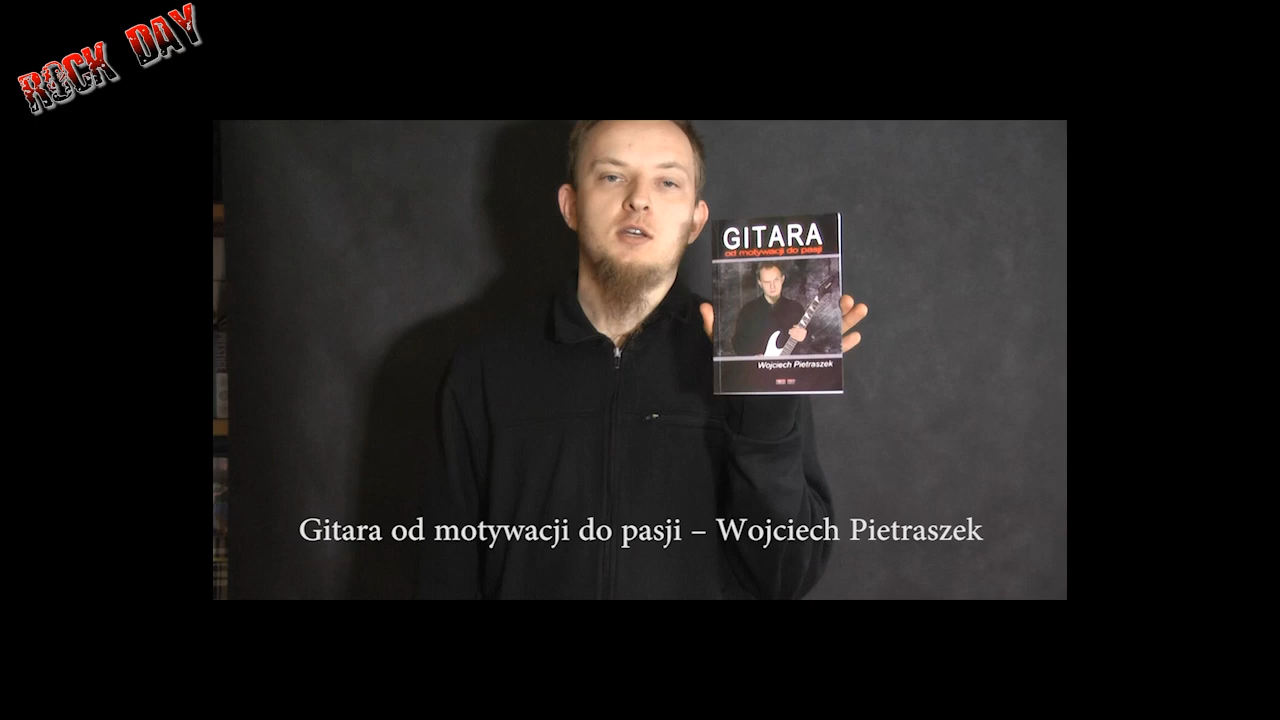 ROCK DAY
GITARA
od motywacji do pasji
Wojciech Pietraszek
Gitara od motywacji do pasji – Wojciech Pietraszek